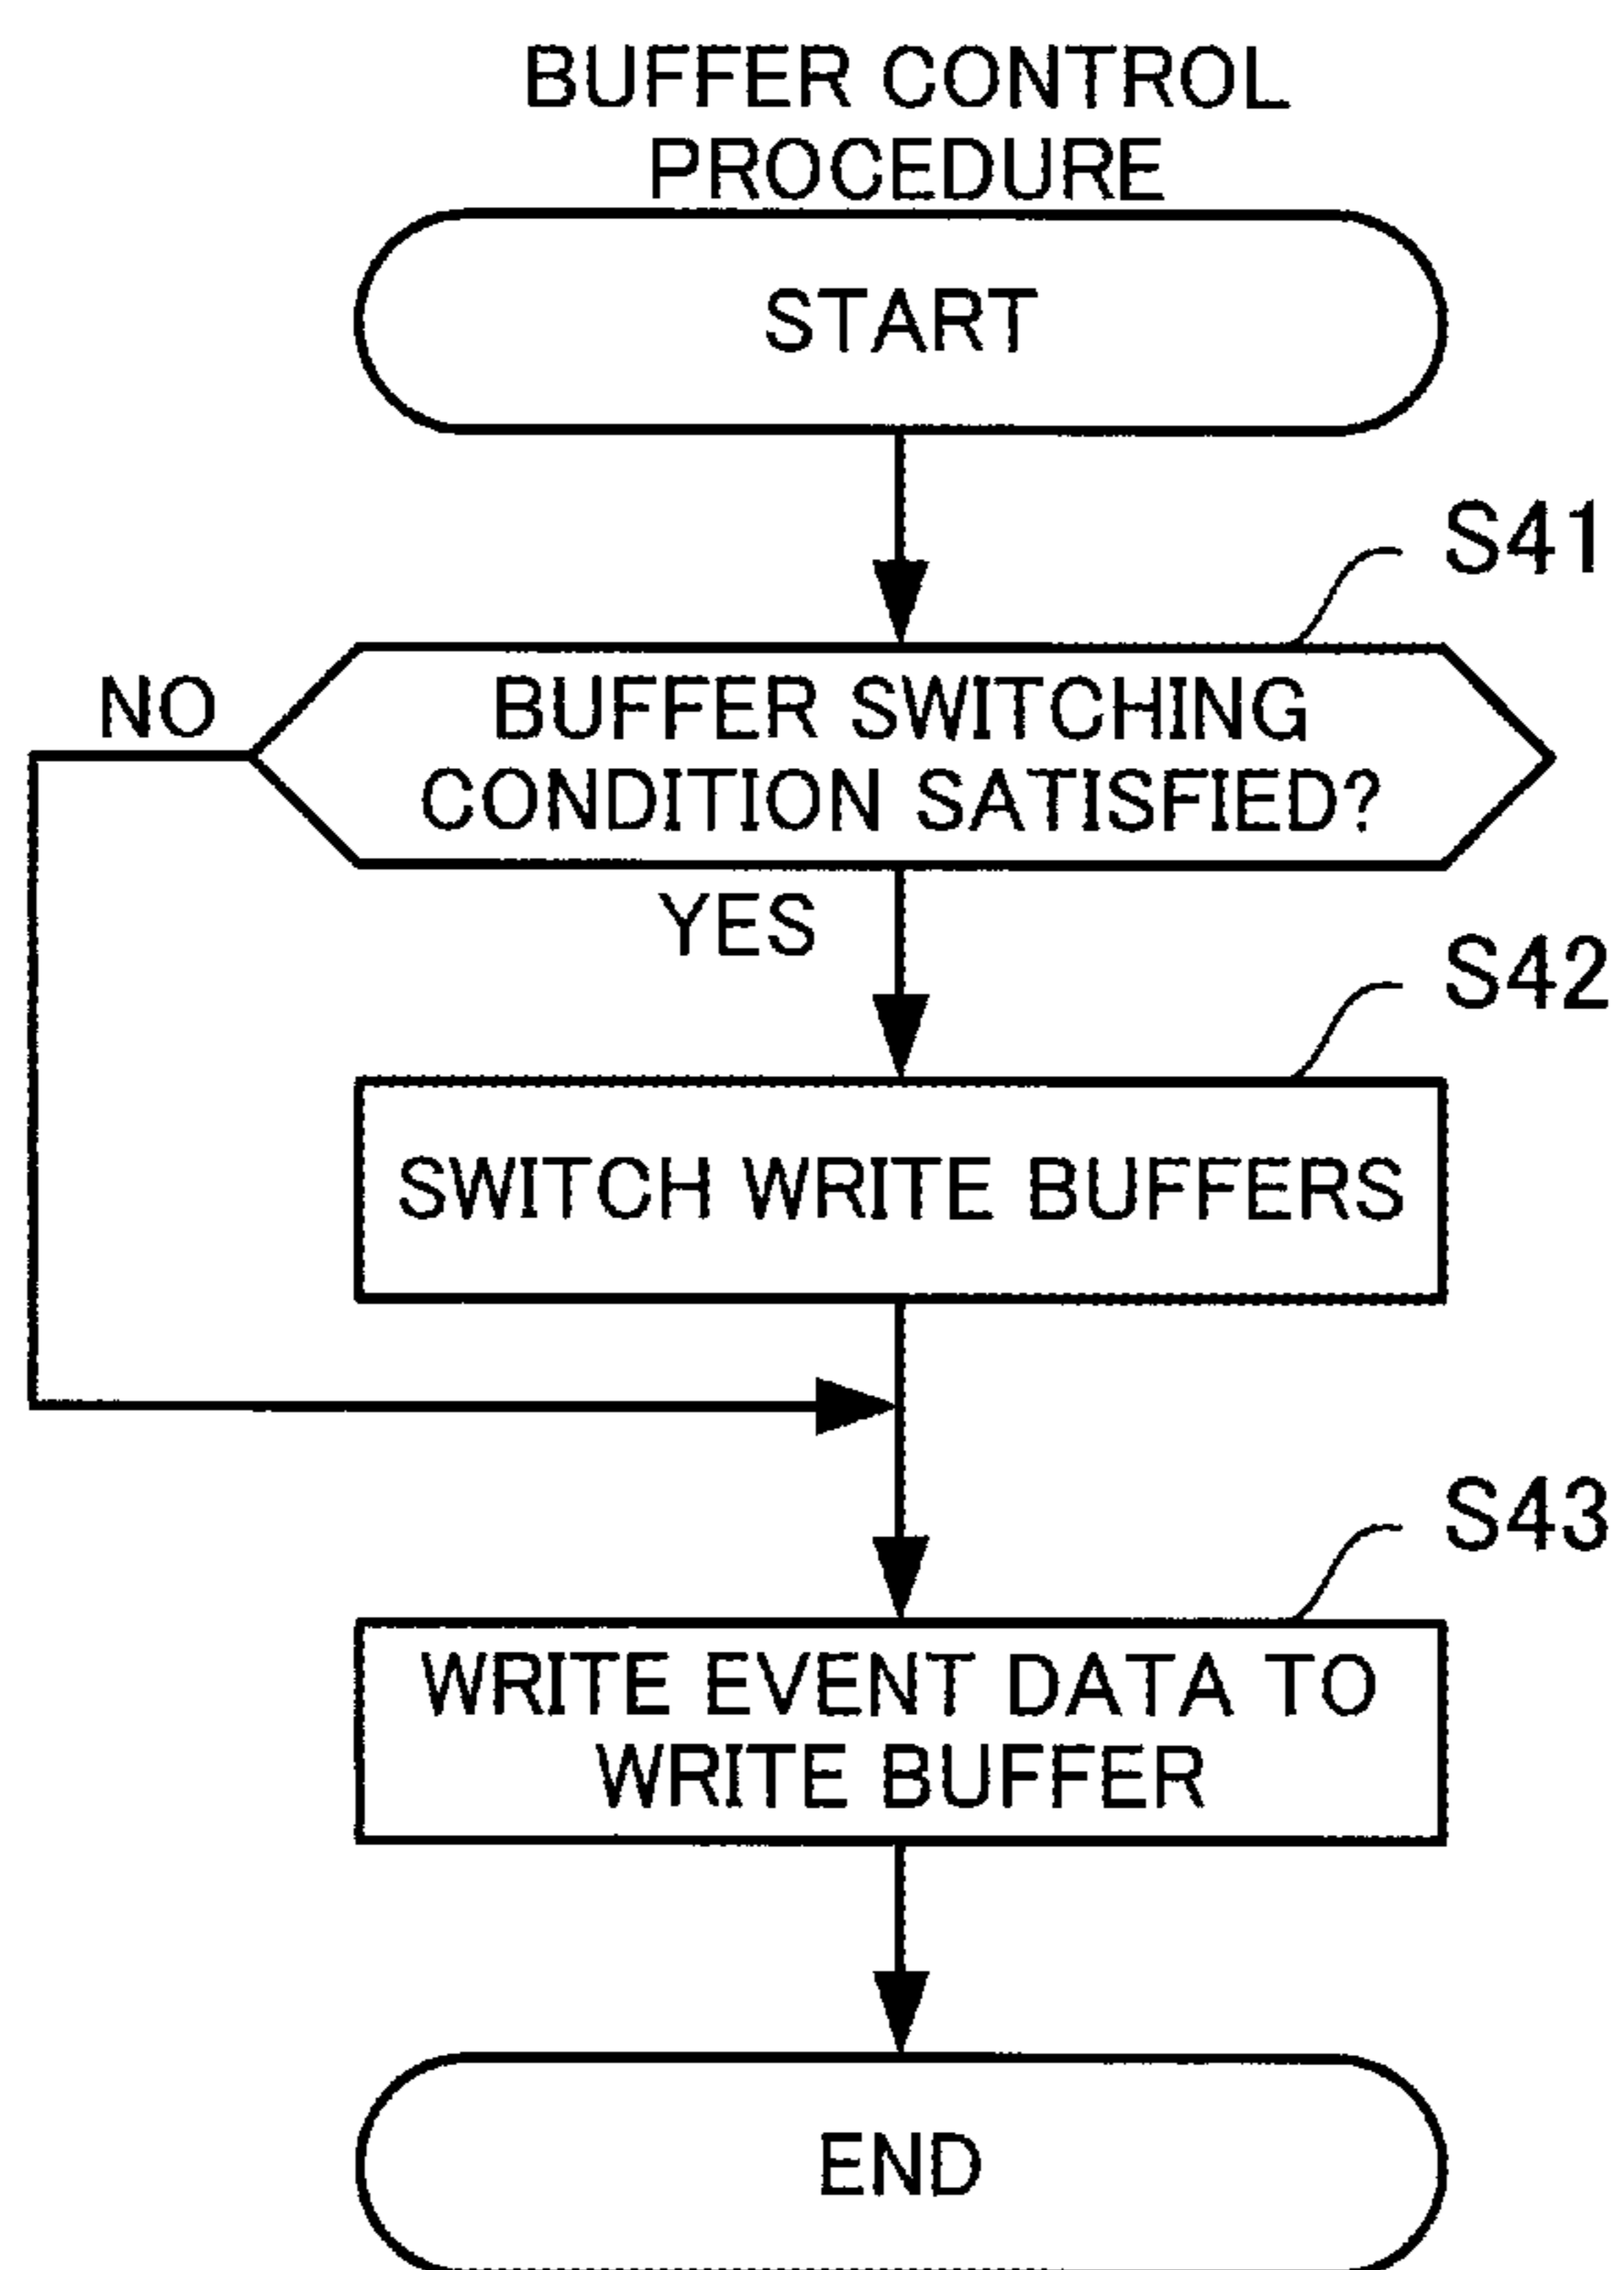 BUFFER CONTROL
PROCEDURE
START
S41
NO
BUFFER SWITCHING
CONDITION SATISFIED?
YES
S42
SWITCH WRITE BUFFERS
S43
WRITE EVENT DATA TO
WRITE BUFFER
END